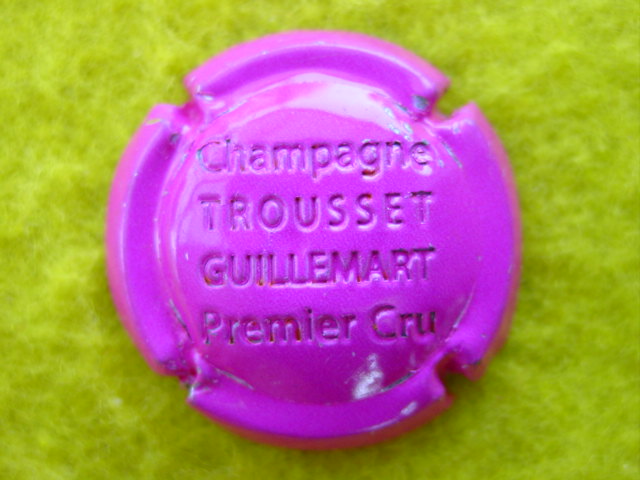 Champagne
TROUSSET
GUILLEMART
Premier Cru